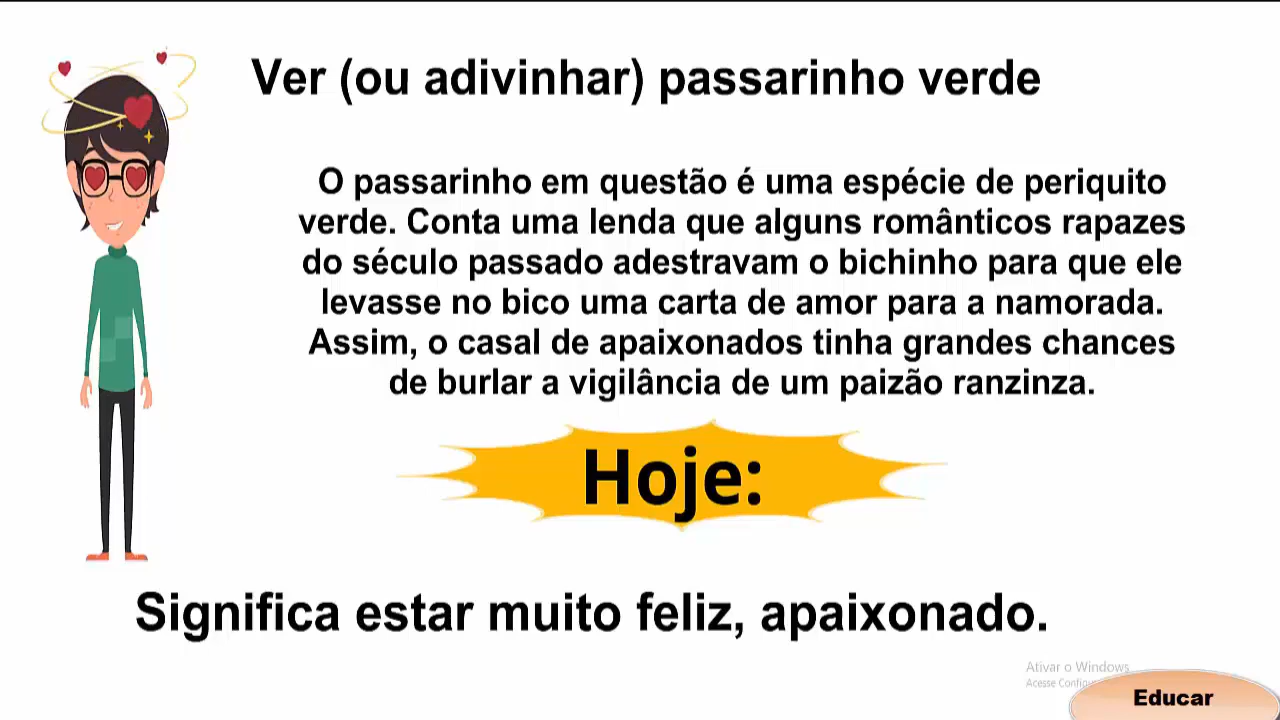 Ver (ou adivinhar) passarinho verde
O passarinho em questão é uma espécie de periquito
verde. Conta uma lenda que alguns românticos rapazes
do século passado adestravam o bichinho para que ele
levasse no bico uma carta de amor para a namorada.
Assim, o casal de apaixonados tinha grandes chances
de burlar a vigilância de um paizão ranzinza.
Hoje:
Significa estar muito feliz, apaixonado.
Ativar o Windows
Acesse
Educar